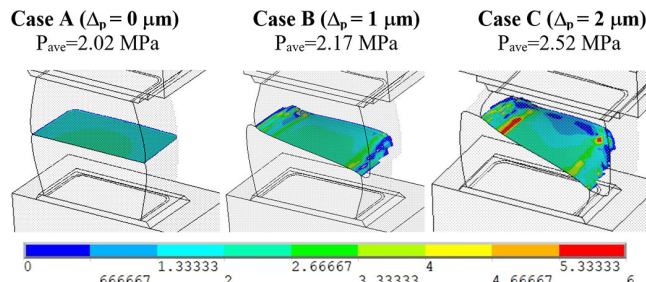 Case A (Δp = 0 μm) Case B (Δp = 1 μm) Case C (Δp = 2 μm)
Pave=2.02 MPa Pave=2.17 MPa Pave=2.52 MPa
0 1.33333 2.66667 4 5.33333
.666667 2 3.33333 4.66667 6